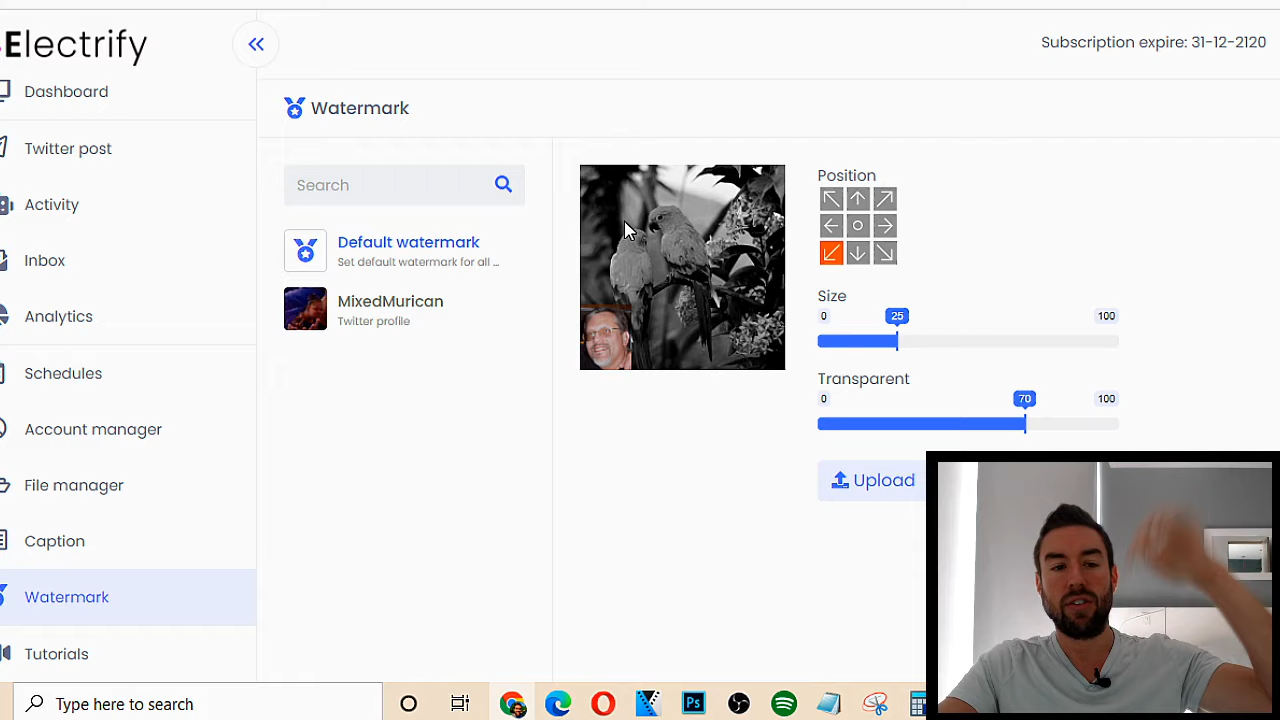 Electrify
Subscription expire: 31-12-2120
Dashboard
Twitter post
Activity
Inbox
Analytics
Schedules
Account manager
File manager
Caption
Watermark
Tutorials
Watermark
Search
Default watermark
Set default watermark for all ...
MixedMurican
Twitter profile
Position
Size
0 25 100
Transparent
0 70 100
Upload
Type here to search
Ps